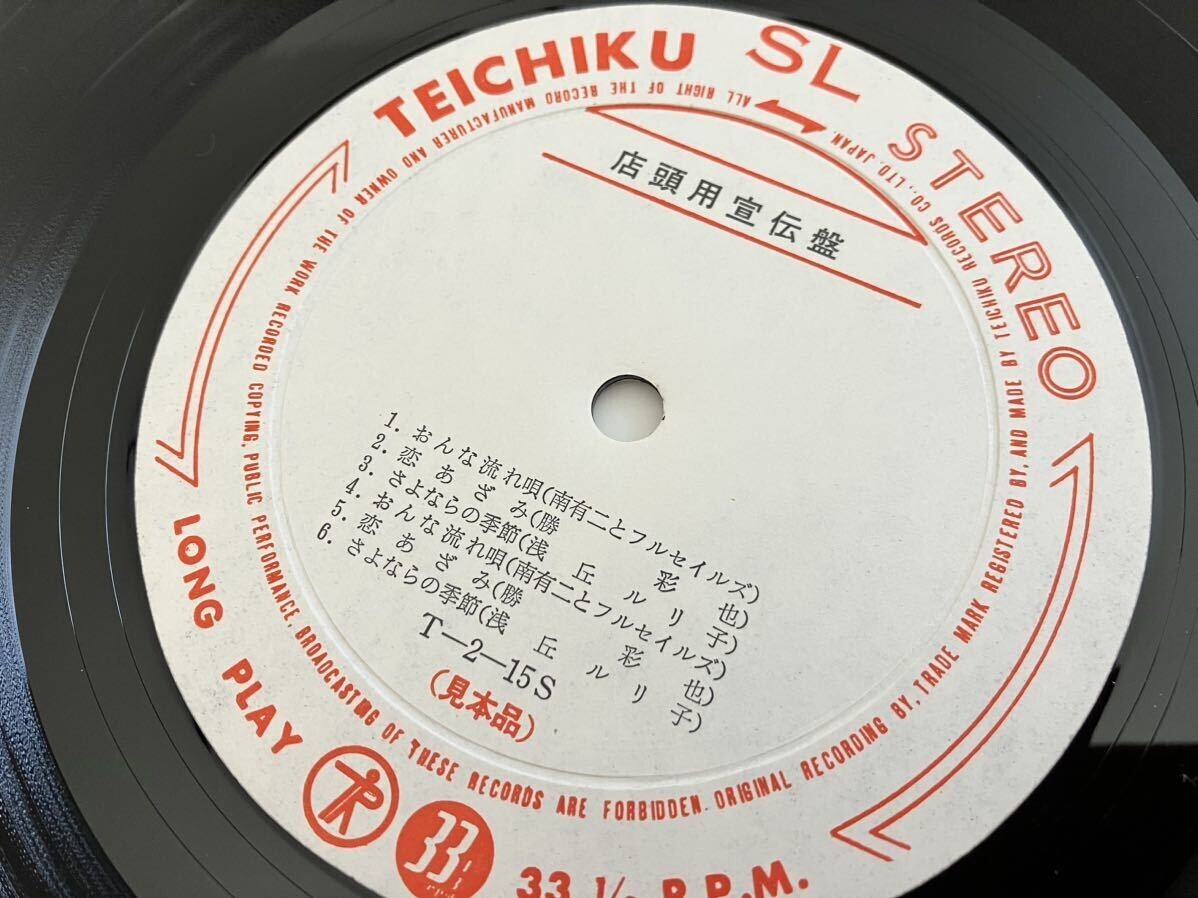 TEICHIKU SL STEREO
店頭用宣伝盤
1. おんな流れ唄(南有二とフルセイルズ)
2. 恋あざみ(勝彩也)
3. さよならの季節(浅丘ルリ子)
4. おんな流れ唄(南有二とフルセイルズ)
5. 恋あざみ(勝彩也)
6. さよならの季節(浅丘ルリ子)
T-2-15S
(見本品)
LONG PLAY
33
R.P.M.
ALL RIGHT OF THE RECORD MANUFACTURER AND OWNER OF THE WORK RECORDED COPYING, PUBLIC PERFORMANCE, BROADCASTING OF THESE RECORDS ARE FORBIDDEN. ORIGINAL RECORDING BY, TRADE MARK REGISTERED BY, AND MADE BY TEICHIKU RECORDS CO., LTD. JAPAN.